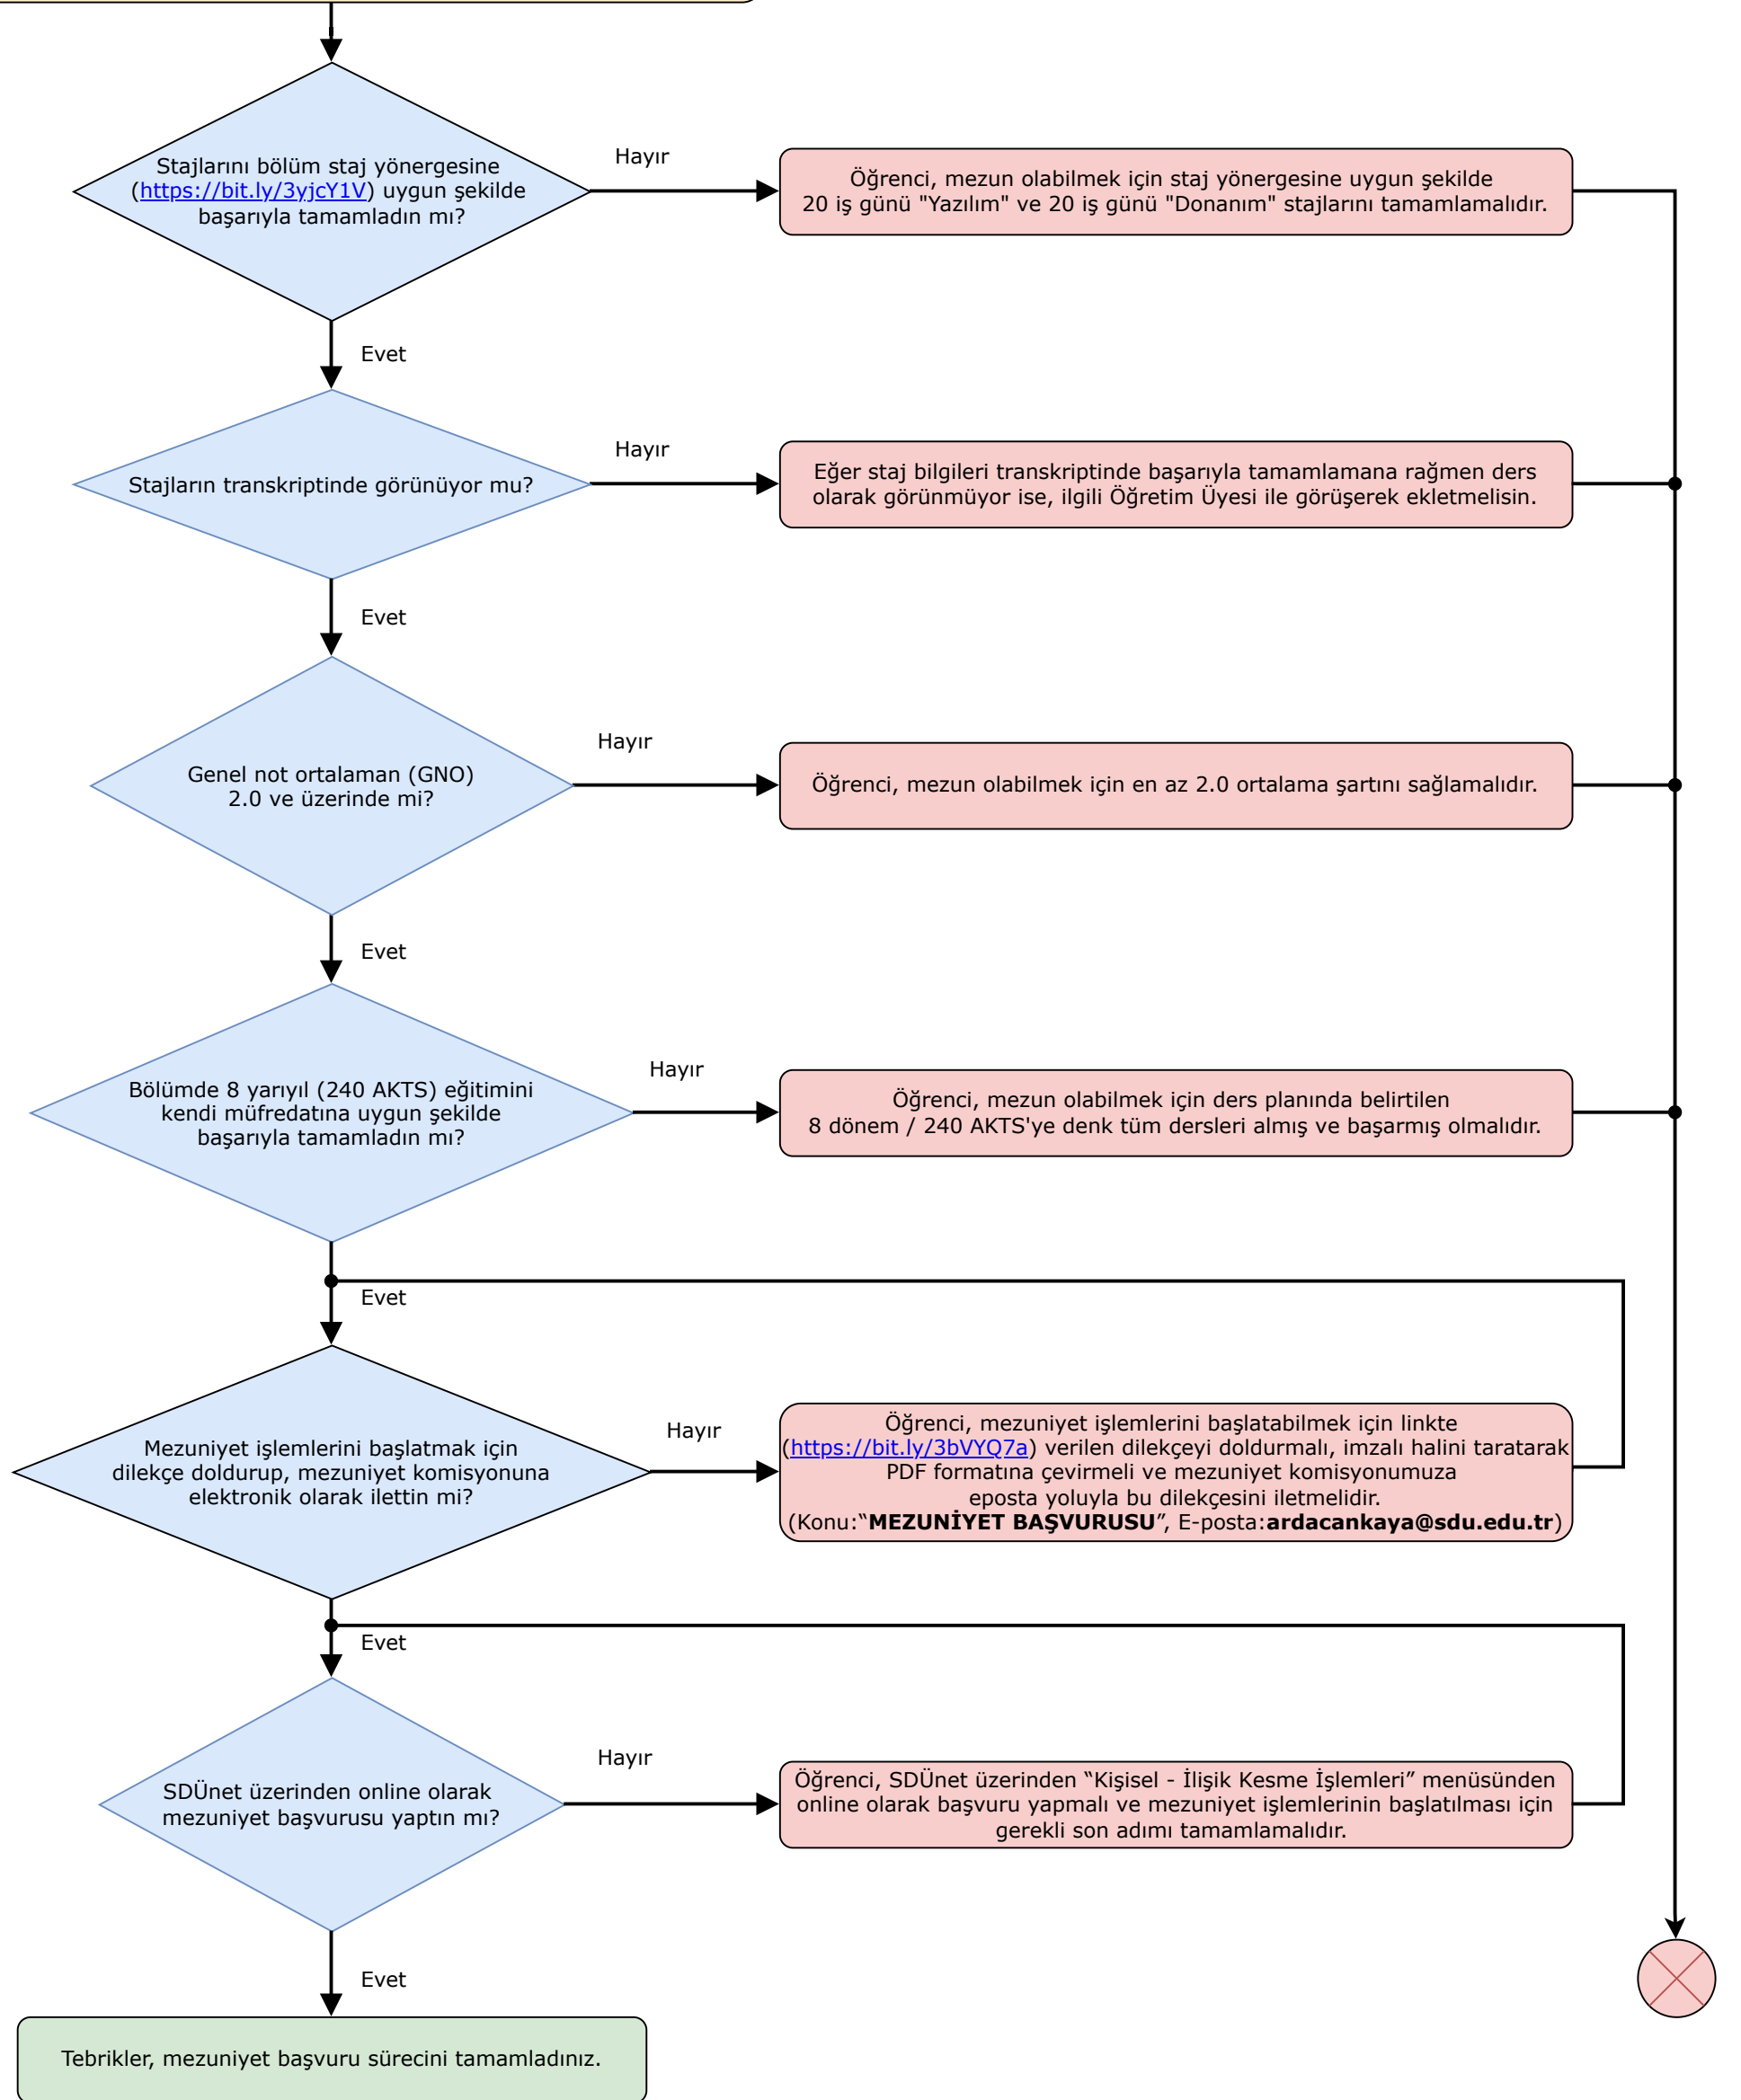 Stajlarını bölüm staj yönergesine
(https://bit.ly/3yjcY1V) uygun şekilde
başarıyla tamamladın mı?
Hayır
Öğrenci, mezun olabilmek için staj yönergesine uygun şekilde
20 iş günü "Yazılım" ve 20 iş günü "Donanım" stajlarını tamamlamalıdır.
Evet
Stajların transkriptinde görünüyor mu?
Hayır
Eğer staj bilgileri transkriptinde başarıyla tamamlamana rağmen ders
olarak görünmüyor ise, ilgili Öğretim Üyesi ile görüşerek ekletmelisin.
Evet
Genel not ortalaman (GNO)
2.0 ve üzerinde mi?
Hayır
Öğrenci, mezun olabilmek için en az 2.0 ortalama şartını sağlamalıdır.
Evet
Bölümde 8 yarıyıl (240 AKTS) eğitimini
kendi müfredatına uygun şekilde
başarıyla tamamladın mı?
Hayır
Öğrenci, mezun olabilmek için ders planında belirtilen
8 dönem / 240 AKTS'ye denk tüm dersleri almış ve başarmış olmalıdır.
Evet
Mezuniyet işlemlerini başlatmak için
dilekçe doldurup, mezuniyet komisyonuna
elektronik olarak ilettin mi?
Hayır
Öğrenci, mezuniyet işlemlerini başlatabilmek için linkte
(https://bit.ly/3bVYQ7a) verilen dilekçeyi doldurmalı, imzalı halini taratarak
PDF formatına çevirmeli ve mezuniyet komisyonumuza
eposta yoluyla bu dilekçesini iletmelidir.
(Konu:“MEZUNİYET BAŞVURUSU”, E-posta:ardacankaya@sdu.edu.tr)
Evet
SDÜnet üzerinden online olarak
mezuniyet başvurusu yaptın mı?
Hayır
Öğrenci, SDÜnet üzerinden “Kişisel - İlişik Kesme İşlemleri” menüsünden
online olarak başvuru yapmalı ve mezuniyet işlemlerinin başlatılması için
gerekli son adımı tamamlamalıdır.
Evet
Tebrikler, mezuniyet başvuru sürecini tamamladınız.